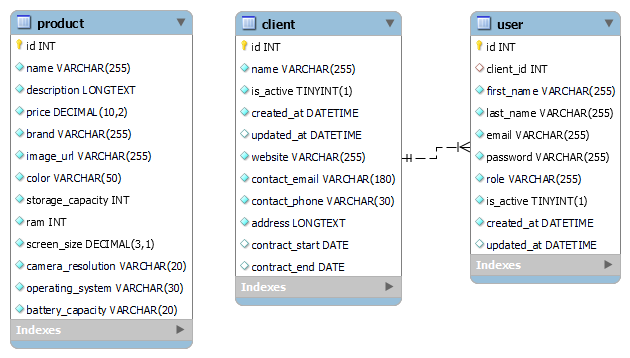 product
id INT
name VARCHAR(255)
description LONGTEXT
price DECIMAL(10,2)
brand VARCHAR(255)
image_url VARCHAR(255)
color VARCHAR(50)
storage_capacity INT
ram INT
screen_size DECIMAL(3,1)
camera_resolution VARCHAR(20)
operating_system VARCHAR(30)
battery_capacity VARCHAR(20)
Indexes
client
id INT
name VARCHAR(255)
is_active TINYINT(1)
created_at DATETIME
updated_at DATETIME
website VARCHAR(255)
contact_email VARCHAR(180)
contact_phone VARCHAR(30)
address LONGTEXT
contract_start DATE
contract_end DATE
Indexes
user
id INT
client_id INT
first_name VARCHAR(255)
last_name VARCHAR(255)
email VARCHAR(255)
password VARCHAR(255)
role VARCHAR(255)
is_active TINYINT(1)
created_at DATETIME
updated_at DATETIME
Indexes